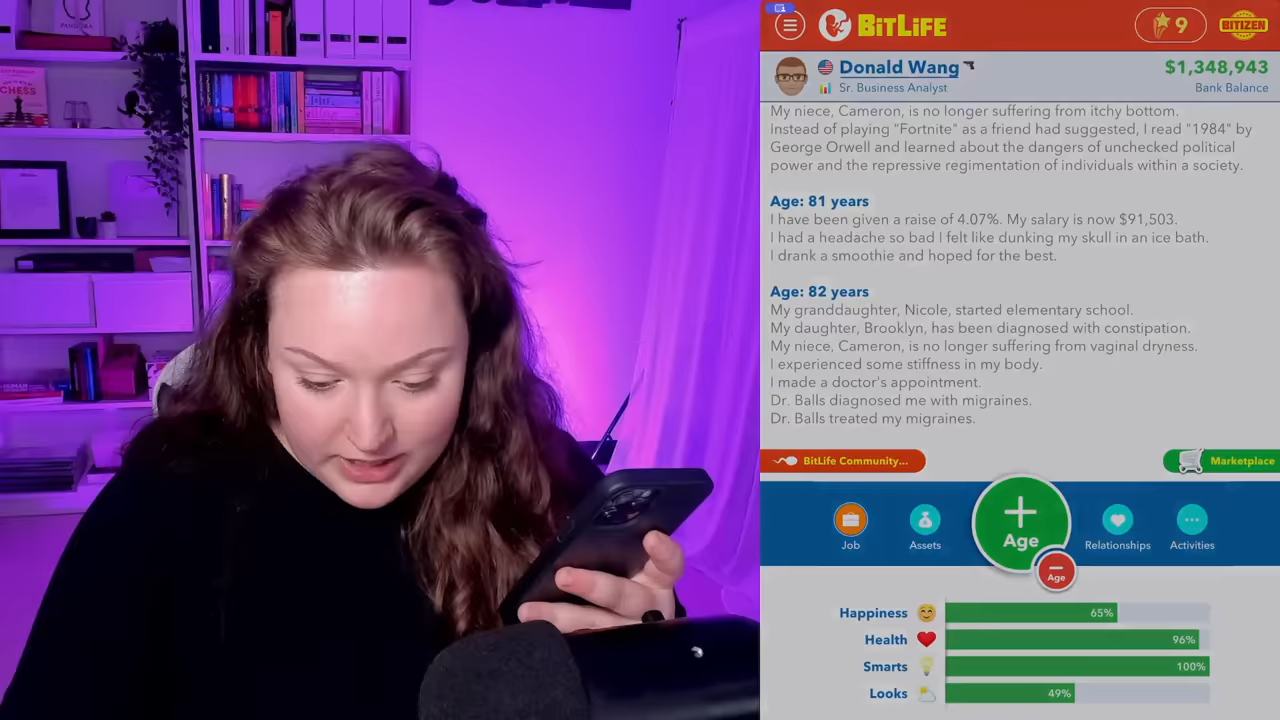 PANDORA
CHESS
HUMAN
BitLife
9
BITIZEN
Donald Wang
$1,348,943
Sr. Business Analyst
Bank Balance
My niece, Cameron, is no longer suffering from itchy bottom.
Instead of playing "Fortnite" as a friend had suggested, I read "1984" by
George Orwell and learned about the dangers of unchecked political
power and the repressive regimentation of individuals within a society.
Age: 81 years
I have been given a raise of 4.07%. My salary is now $91,503.
I had a headache so bad I felt like dunking my skull in an ice bath.
I drank a smoothie and hoped for the best.
Age: 82 years
My granddaughter, Nicole, started elementary school.
My daughter, Brooklyn, has been diagnosed with constipation.
My niece, Cameron, is no longer suffering from vaginal dryness.
I experienced some stiffness in my body.
I made a doctor's appointment.
Dr. Balls diagnosed me with migraines.
Dr. Balls treated my migraines.
BitLife Community...
Marketplace
Job
Assets
+
Age
−
Age
Relationships
Activities
Happiness
65%
Health
96%
Smarts
100%
Looks
49%